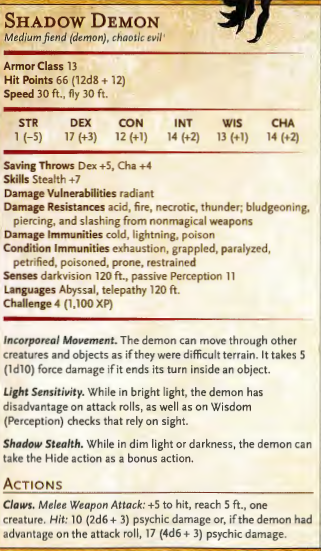 SHADOW DEMON
Medium fiend (demon), chaotic evil
Armor Class 13
Hit Points 66 (12d8 + 12)
Speed 30 ft., fly 30 ft.
STR DEX CON INT WIS CHA
1 (−5) 17 (+3) 12 (+1) 14 (+2) 13 (+1) 14 (+2)
Saving Throws Dex +5, Cha +4
Skills Stealth +7
Damage Vulnerabilities radiant
Damage Resistances acid, fire, necrotic, thunder; bludgeoning,
piercing, and slashing from nonmagical weapons
Damage Immunities cold, lightning, poison
Condition Immunities exhaustion, grappled, paralyzed,
petrified, poisoned, prone, restrained
Senses darkvision 120 ft., passive Perception 11
Languages Abyssal, telepathy 120 ft.
Challenge 4 (1,100 XP)
Incorporeal Movement. The demon can move through other
creatures and objects as if they were difficult terrain. It takes 5
(1d10) force damage if it ends its turn inside an object.
Light Sensitivity. While in bright light, the demon has
disadvantage on attack rolls, as well as on Wisdom
(Perception) checks that rely on sight.
Shadow Stealth. While in dim light or darkness, the demon can
take the Hide action as a bonus action.
ACTIONS
Claws. Melee Weapon Attack: +5 to hit, reach 5 ft., one
creature. Hit: 10 (2d6 + 3) psychic damage or, if the demon had
advantage on the attack roll, 17 (4d6 + 3) psychic damage.